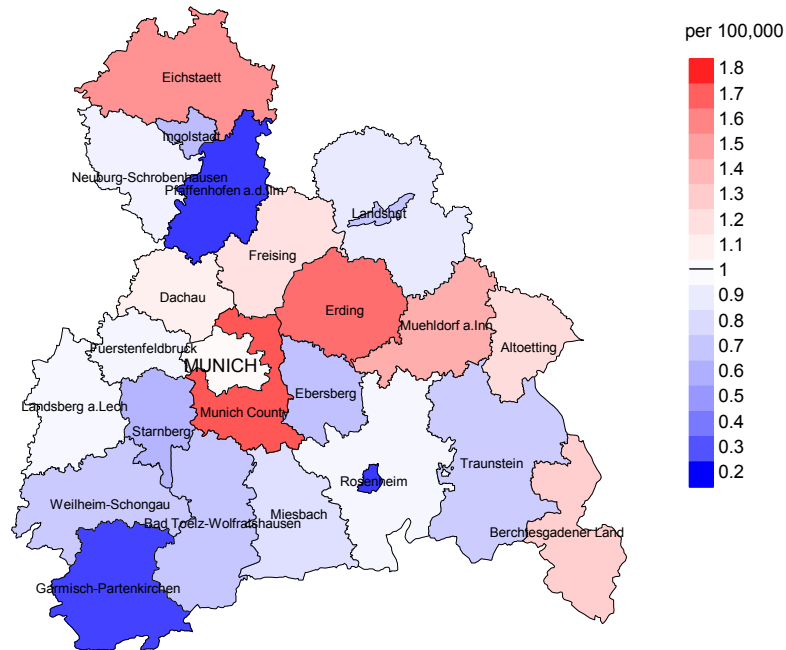 per 100,000
1.8
1.7
1.6
1.5
1.4
1.3
1.2
1.1
1
0.9
0.8
0.7
0.6
0.5
0.4
0.3
0.2
Eichstaett
Ingolstadt
Neuburg-Schrobenhausen
Pfaffenhofen a.d.Ilm
Landshst
Freising
Dachau
Erding
Muehldorf a.Inn
Altoetting
Fuerstenfeldbruck
MUNICH
Ebersberg
Landsberg a.Lech
Munich County
Starnberg
Traunstein
Rosenheim
Weilheim-Schongau
Miesbach
Bad Toelz-Wolfratshausen
Berchtesgadener Land
Garmisch-Partenkirchen